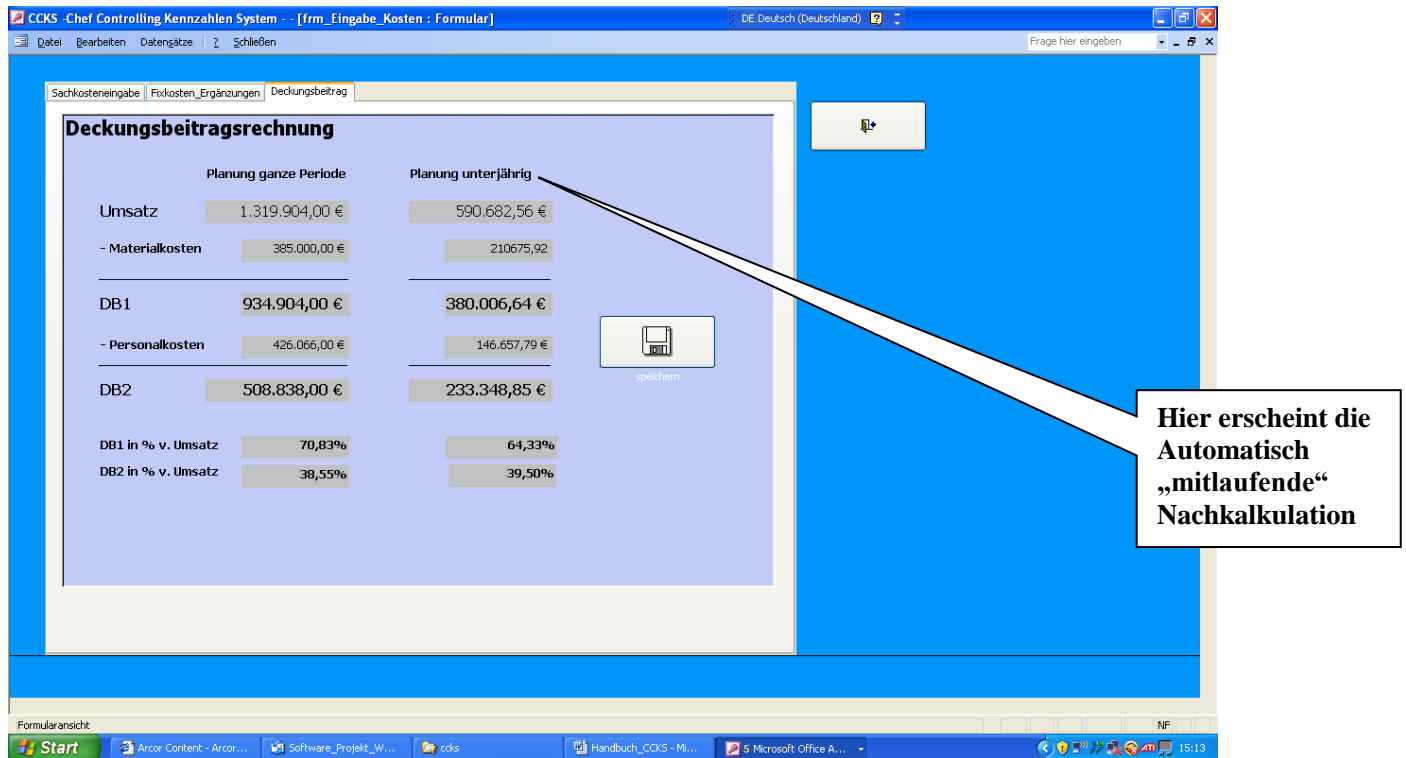 CCKS -Chef Controlling Kennzahlen System - - [frm_Eingabe_Kosten : Formular]
DE Deutsch (Deutschland)
Datei Bearbeiten Datensätze ? Schließen
Frage hier eingeben
Sachkosteneingabe Fixkosten_Ergänzungen Deckungsbeitrag
Deckungsbeitragsrechnung
Planung ganze Periode Planung unterjährig
Umsatz 1.319.904,00 € 590.682,56 €
- Materialkosten 385.000,00 € 210675,92
DB1 934.904,00 € 380.006,64 €
- Personalkosten 426.066,00 € 146.657,79 €
speichern
DB2 508.838,00 € 233.348,85 €
DB1 in % v. Umsatz 70,83% 64,33%
DB2 in % v. Umsatz 38,55% 39,50%
Hier erscheint die
Automatisch
„mitlaufende“
Nachkalkulation
Formularansicht
NF
Start Arcor Content - Arcor... Software_Projekt_W... ccks Handbuch_CCKS - Mi... 5 Microsoft Office A... 15:13